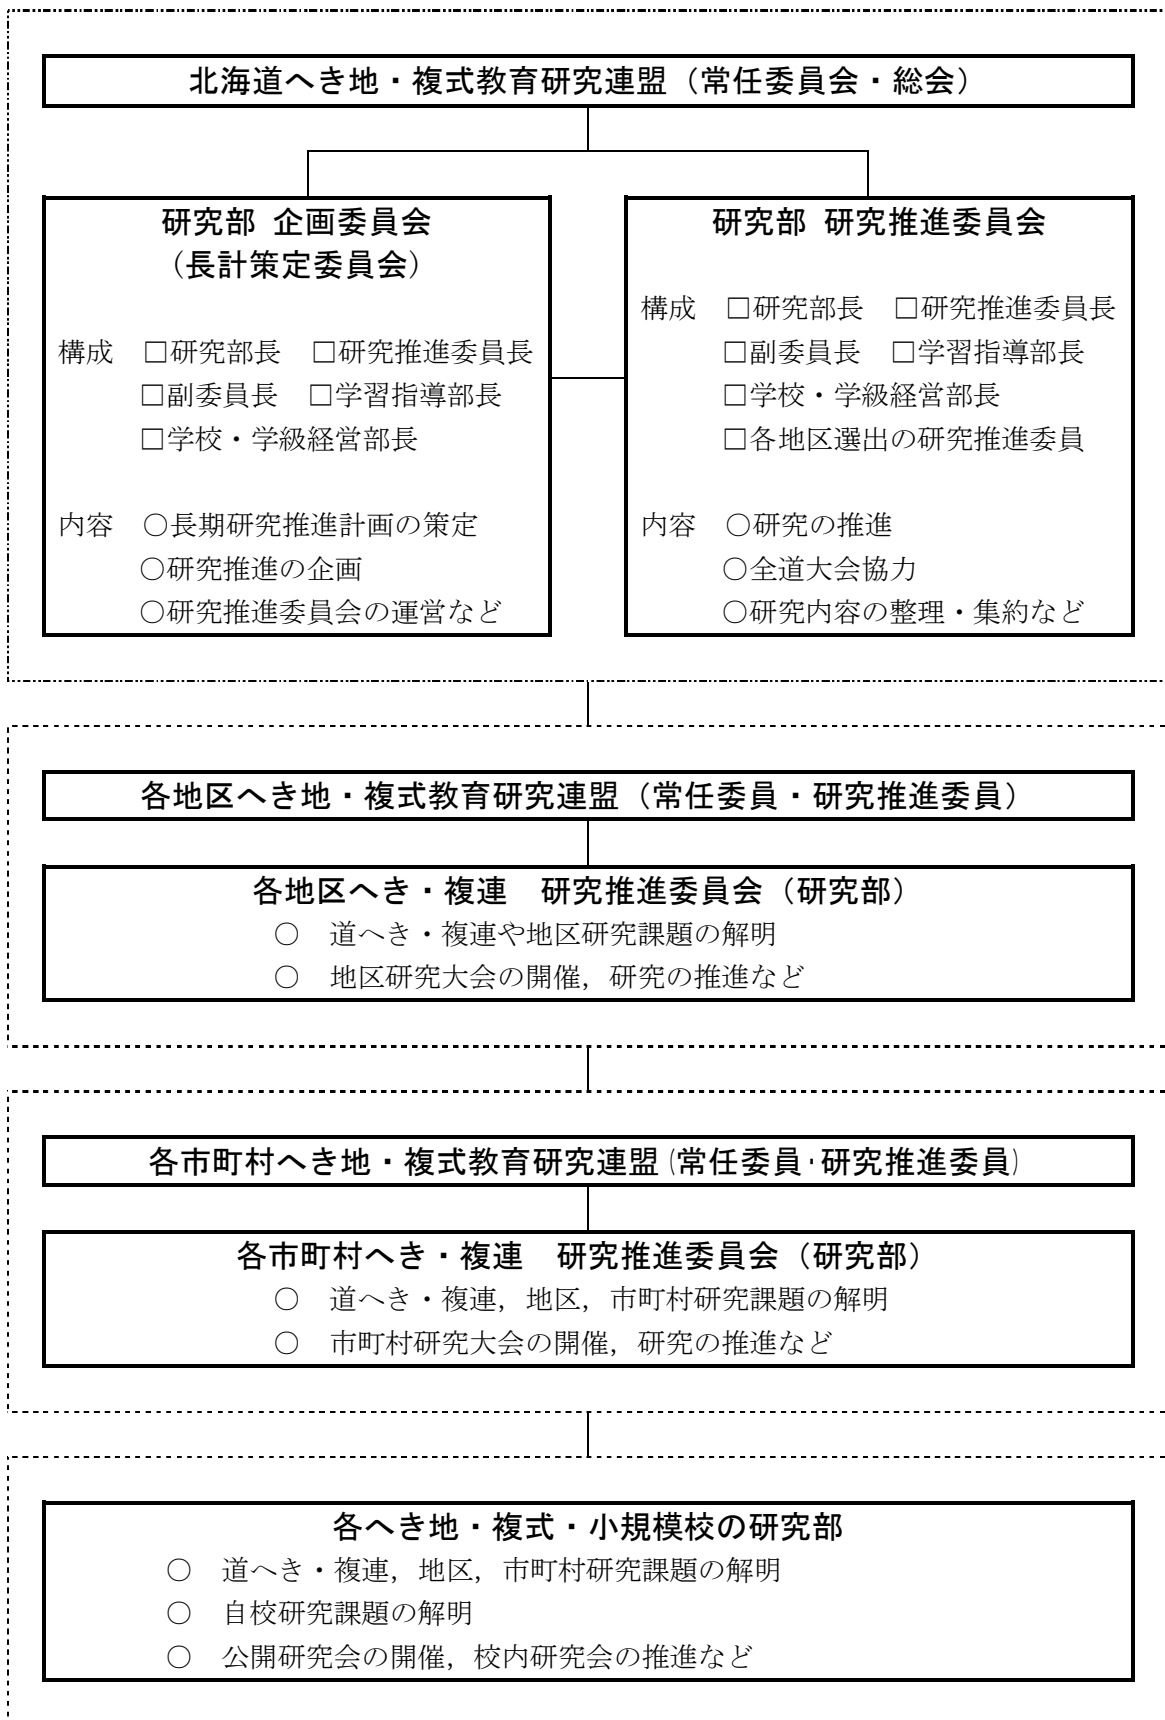 北海道へき地・複式教育研究連盟（常任委員会・総会）
研究部 企画委員会
（長計策定委員会）
構成　□研究部長　□研究推進委員長
□副委員長　□学習指導部長
□学校・学級経営部長
内容　○長期研究推進計画の策定
○研究推進の企画
○研究推進委員会の運営など
研究部 研究推進委員会
構成　□研究部長　□研究推進委員長
□副委員長　□学習指導部長
□学校・学級経営部長
□各地区選出の研究推進委員
内容　○研究の推進
○全道大会協力
○研究内容の整理・集約など
各地区へき地・複式教育研究連盟（常任委員・研究推進委員）
各地区へき・複連　研究推進委員会（研究部）
○　道へき・複連や地区研究課題の解明
○　地区研究大会の開催，研究の推進など
各市町村へき地・複式教育研究連盟（常任委員・研究推進委員）
各市町村へき・複連　研究推進委員会（研究部）
○　道へき・複連，地区，市町村研究課題の解明
○　市町村研究大会の開催，研究の推進など
各へき地・複式・小規模校の研究部
○　道へき・複連，地区，市町村研究課題の解明
○　自校研究課題の解明
○　公開研究会の開催，校内研究会の推進など